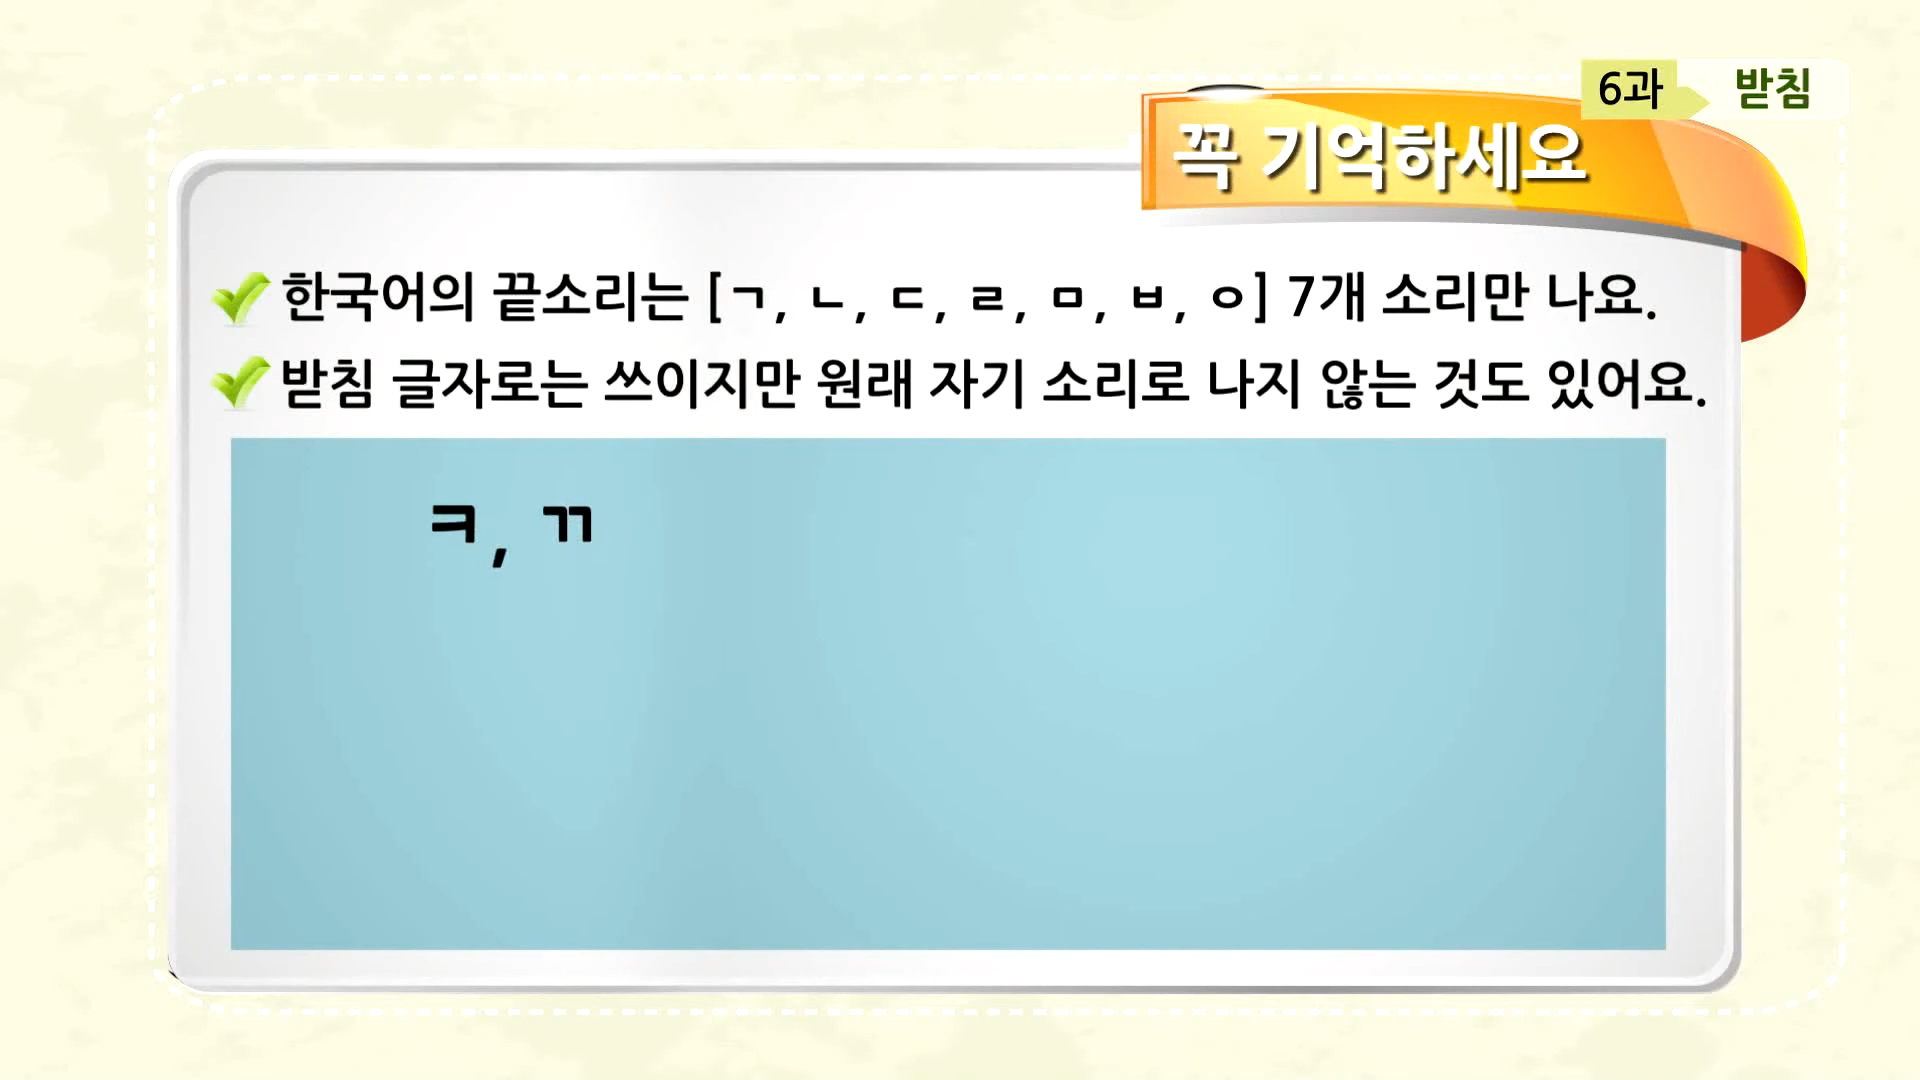 6과 받침
꼭 기억하세요
한국어의 끝소리는 [ㄱ, ㄴ, ㄷ, ㄹ, ㅁ, ㅂ, ㅇ] 7개 소리만 나요.
받침 글자로는 쓰이지만 원래 자기 소리로 나지 않는 것도 있어요.
ㅋ, ㄲ